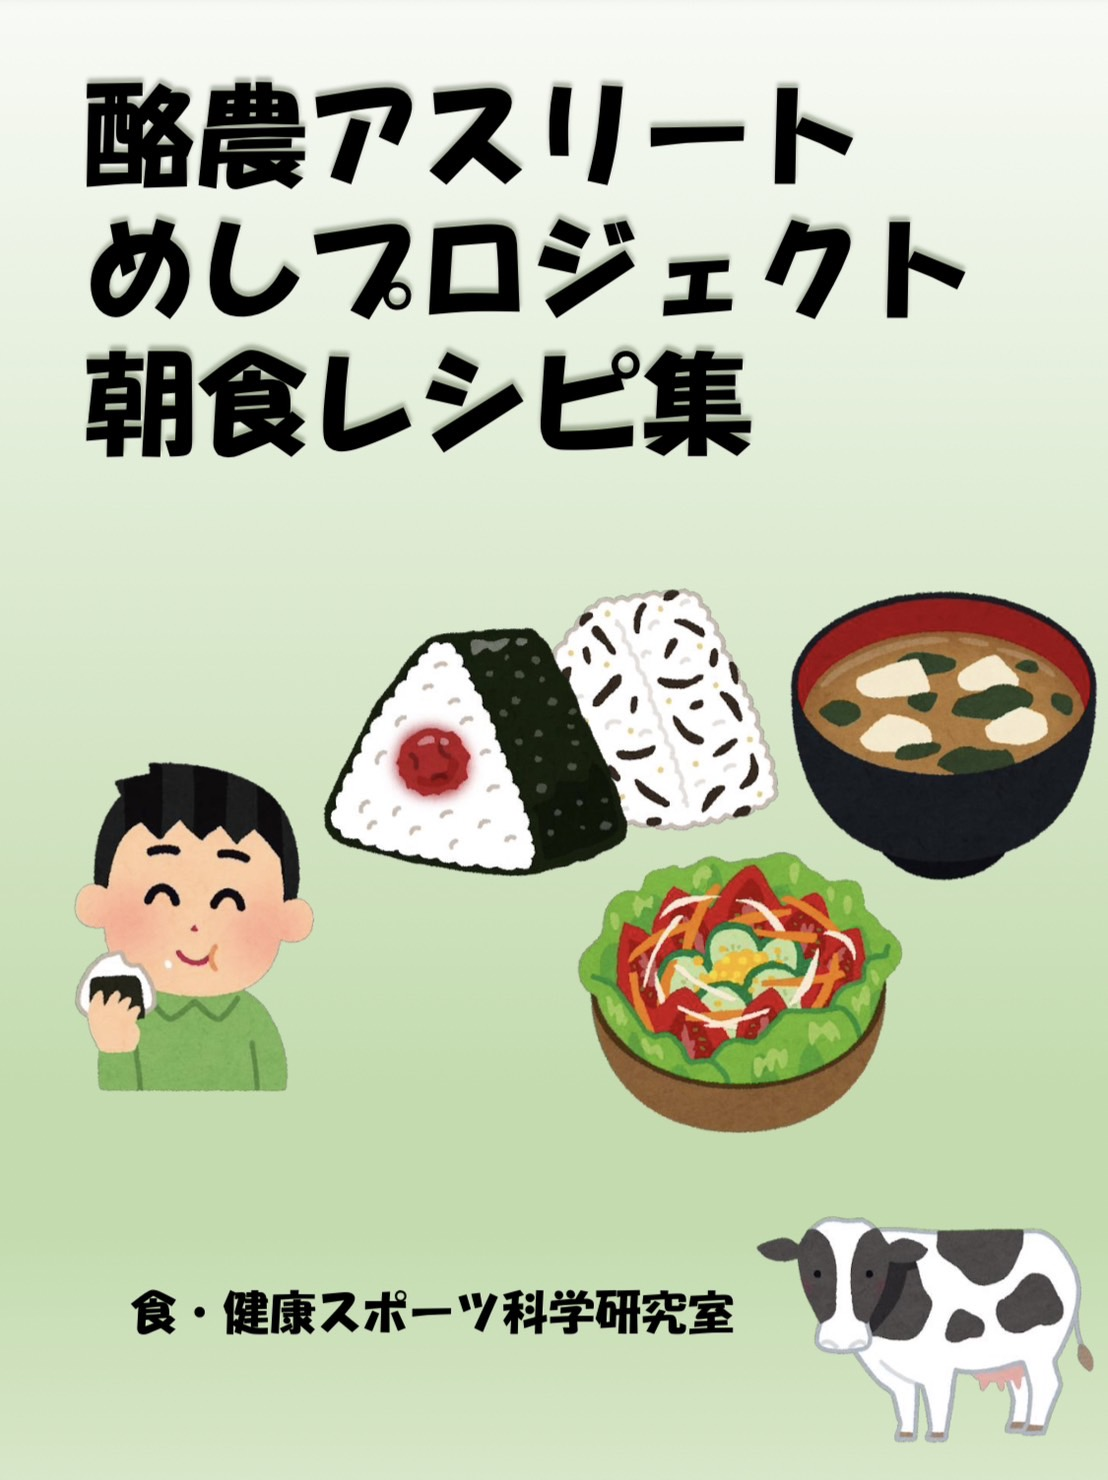 酪農アスリート
めしプロジェクト
朝食レシピ集
食・健康スポーツ科学研究室